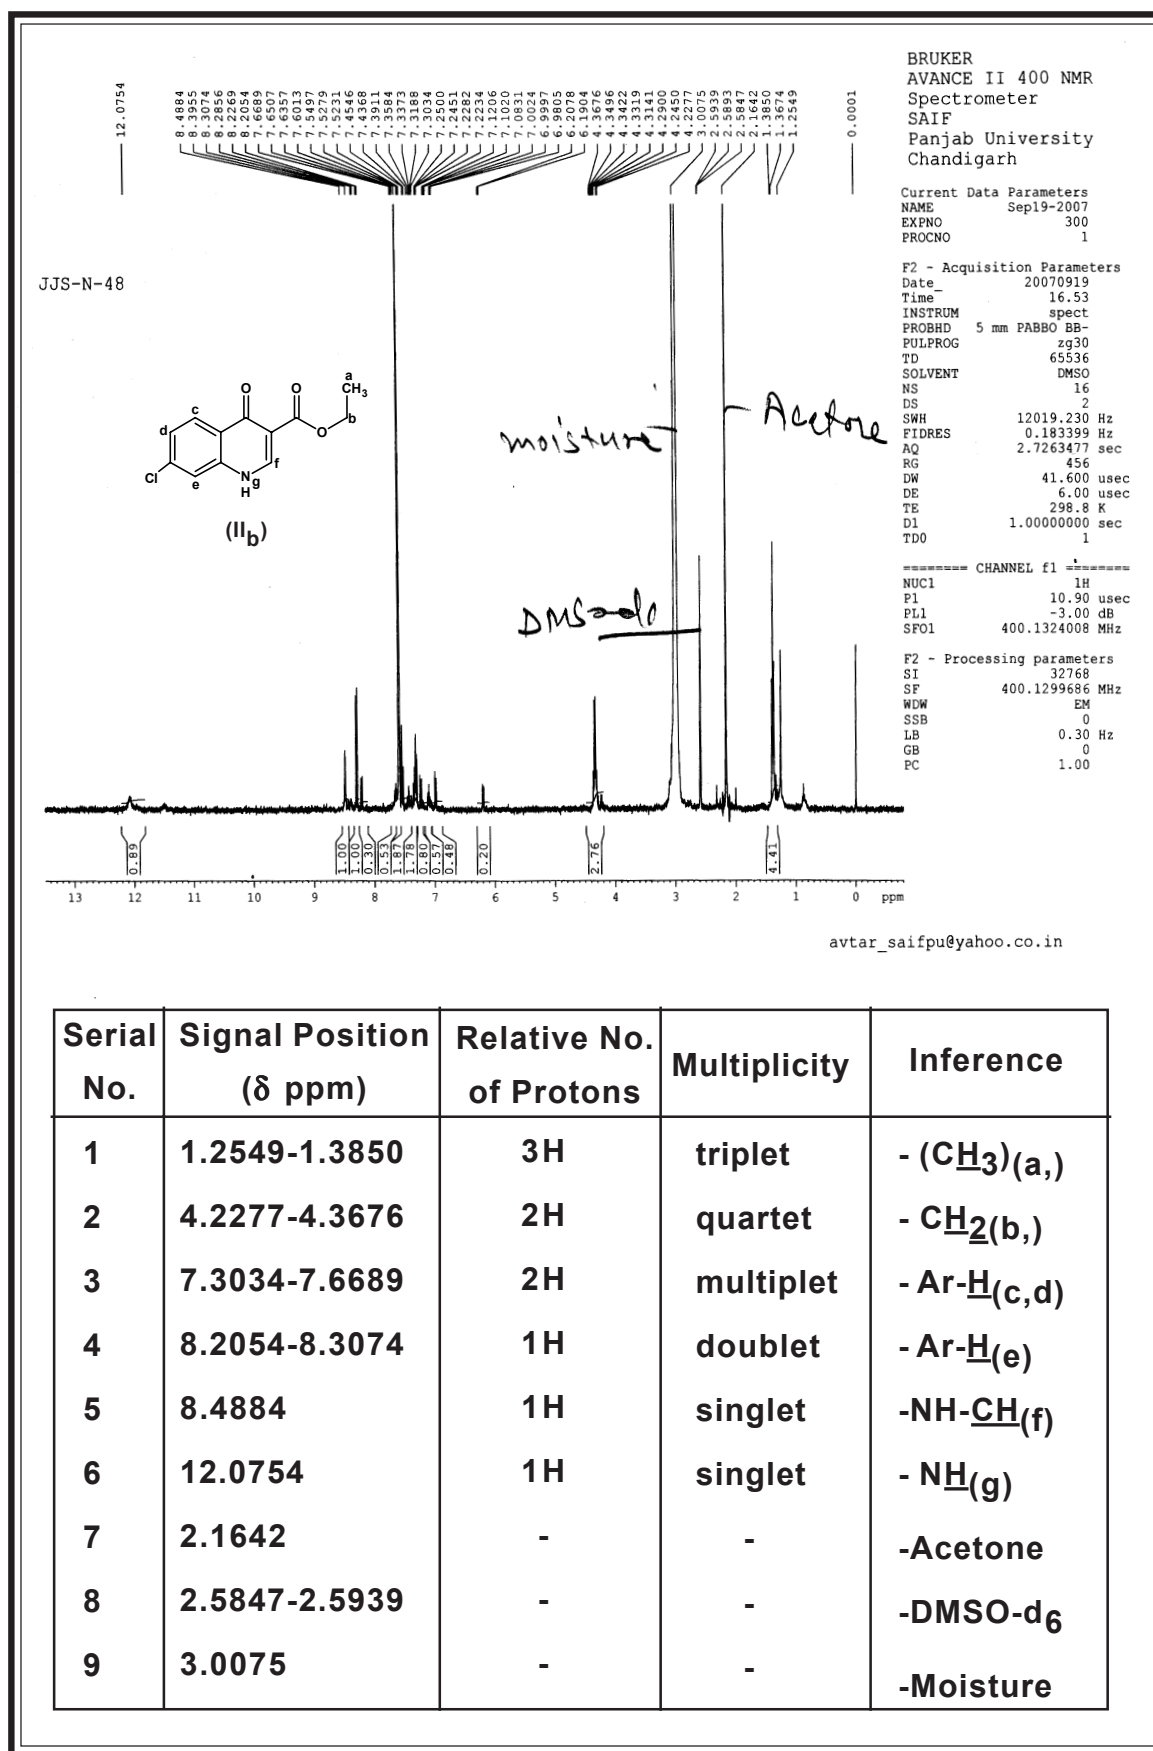 BRUKER
AVANCE II 400 NMR
Spectrometer
SAIF
Panjab University
Chandigarh
12.0754
8.4884
8.3955
8.3074
8.2856
8.2269
8.2054
7.6689
7.6507
7.6357
7.6013
7.5497
7.5279
7.5231
7.4546
7.4368
7.3911
7.3584
7.3373
7.3188
7.3034
7.2500
7.2451
7.2282
7.2234
7.1206
7.1020
7.0831
7.0024
6.9997
6.9805
6.2078
6.1904
4.3676
4.3496
4.3422
4.3319
4.3141
4.2900
4.2450
4.2277
3.0075
2.5939
2.5893
2.5847
2.1642
1.3850
1.3674
1.2549
0.0001
Current Data Parameters
NAME Sep19-2007
EXPNO 300
PROCNO 1
F2 - Acquisition Parameters
Date_ 20070919
Time 16.53
INSTRUM spect
PROBHD 5 mm PABBO BB-
PULPROG zg30
TD 65536
SOLVENT DMSO
NS 16
DS 2
SWH 12019.230 Hz
FIDRES 0.183399 Hz
AQ 2.7263477 sec
RG 456
DW 41.600 usec
DE 6.00 usec
TE 298.8 K
D1 1.00000000 sec
TD0 1
======== CHANNEL f1 ========
NUC1 1H
P1 10.90 usec
PL1 -3.00 dB
SFO1 400.1324008 MHz
F2 - Processing parameters
SI 32768
SF 400.1299686 MHz
WDW EM
SSB 0
LB 0.30 Hz
GB 0
PC 1.00
JJS-N-48
a
CH3
O O
c
b
d
O
f
Cl
e
N g
H
(IIb)
moisture
Acetone
DMSO-d6
0.89
1.00
1.00
0.30
0.53
1.87
1.78
0.80
0.57
0.48
0.20
2.76
4.41
13 12 11 10 9 8 7 6 5 4 3 2 1 0 ppm
avtar_saifpu@yahoo.co.in
Serial No. Signal Position (δ ppm) Relative No. of Protons Multiplicity Inference
1 1.2549-1.3850 3H triplet - (CH3)(a,)
2 4.2277-4.3676 2H quartet - CH2(b,)
3 7.3034-7.6689 2H multiplet - Ar-H(c,d)
4 8.2054-8.3074 1H doublet - Ar-H(e)
5 8.4884 1H singlet -NH-CH(f)
6 12.0754 1H singlet - NH(g)
7 2.1642 - - -Acetone
8 2.5847-2.5939 - - -DMSO-d6
9 3.0075 - - -Moisture